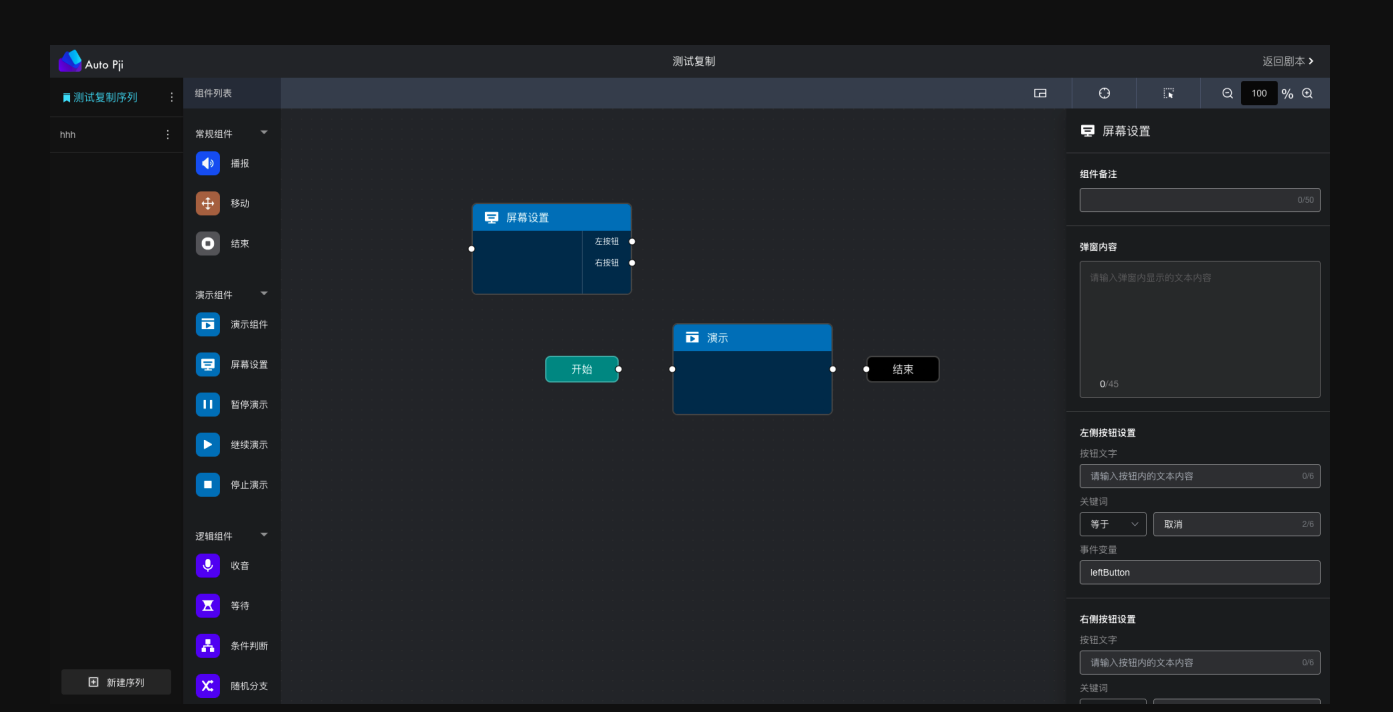 Auto Pji
测试复制
返回剧本
测试复制序列
hhh
新建序列
组件列表
100 %
常规组件
播报
移动
结束
演示组件
演示组件
屏幕设置
暂停演示
继续演示
停止演示
逻辑组件
收音
等待
条件判断
随机分支
屏幕设置
左按钮
右按钮
演示
开始
结束
屏幕设置
组件备注
0/50
弹窗内容
请输入弹窗内显示的文本内容
0/45
左侧按钮设置
按钮文字
请输入按钮内的文本内容 0/6
关键词
等于 取消 2/6
事件变量
leftButton
右侧按钮设置
按钮文字
请输入按钮内的文本内容 0/6
关键词